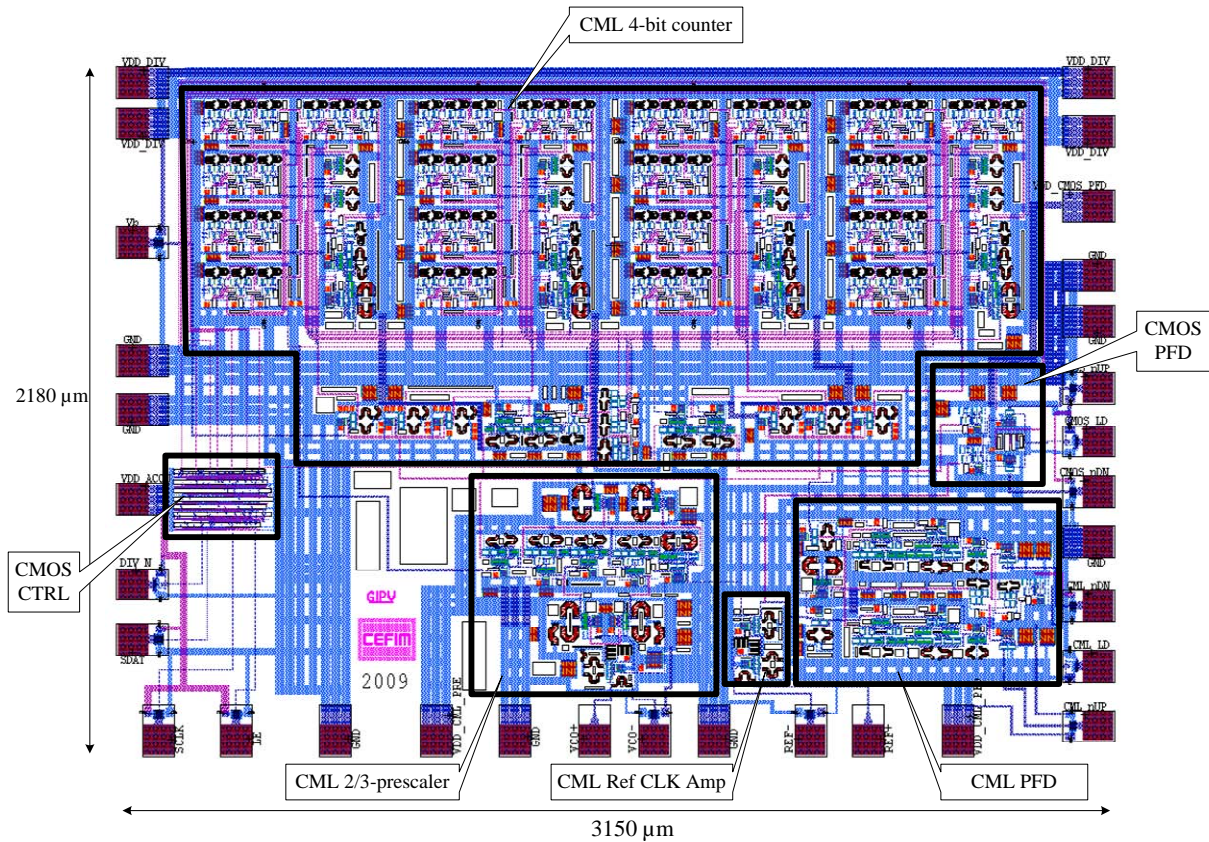 CML 4-bit counter
VDD_DIV
VDD_DIV
VDD_DIV
VDD_DIV
VDD_CMOS_PFD
Vp
GND
GND
GND
GND
CMOS
PFD
2180 µm
CMOS_LD
CMOS_nDN
CMOS
CTRL
DIV_N
SDAT
GND
CML_nDN
CML_LD
CML_nUP
GIPY
CEFIM
2009
SCLK
LE
GND
VDD_CML_PRE
GND
VCO+
VCO-
GND
REF-
REF+
CML 2/3-prescaler
CML Ref CLK Amp
CML PFD
3150 µm